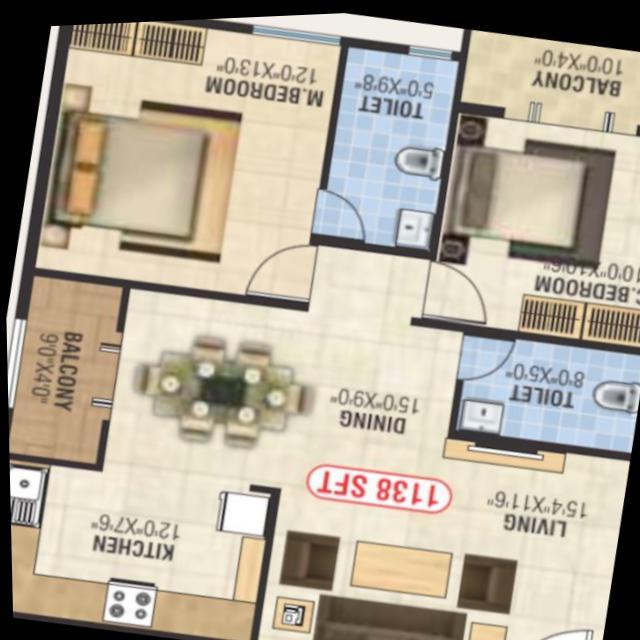 BALCONY
10'0"X4'0"
M.BEDROOM
12'0"X13'0"
TOILET
5'0"X9'8"
C.BEDROOM
BALCONY
9'0"X4'0"
TOILET
8'0"X5'0"
DINING
15'0"X9'0"
1138 SFT
LIVING
15'4"X11'6"
KITCHEN
12'0"X7'6"